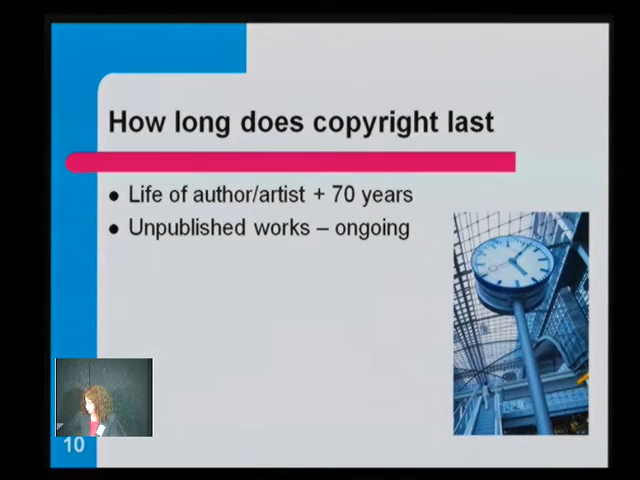 How long does copyright last
● Life of author/artist + 70 years
● Unpublished works – ongoing
10